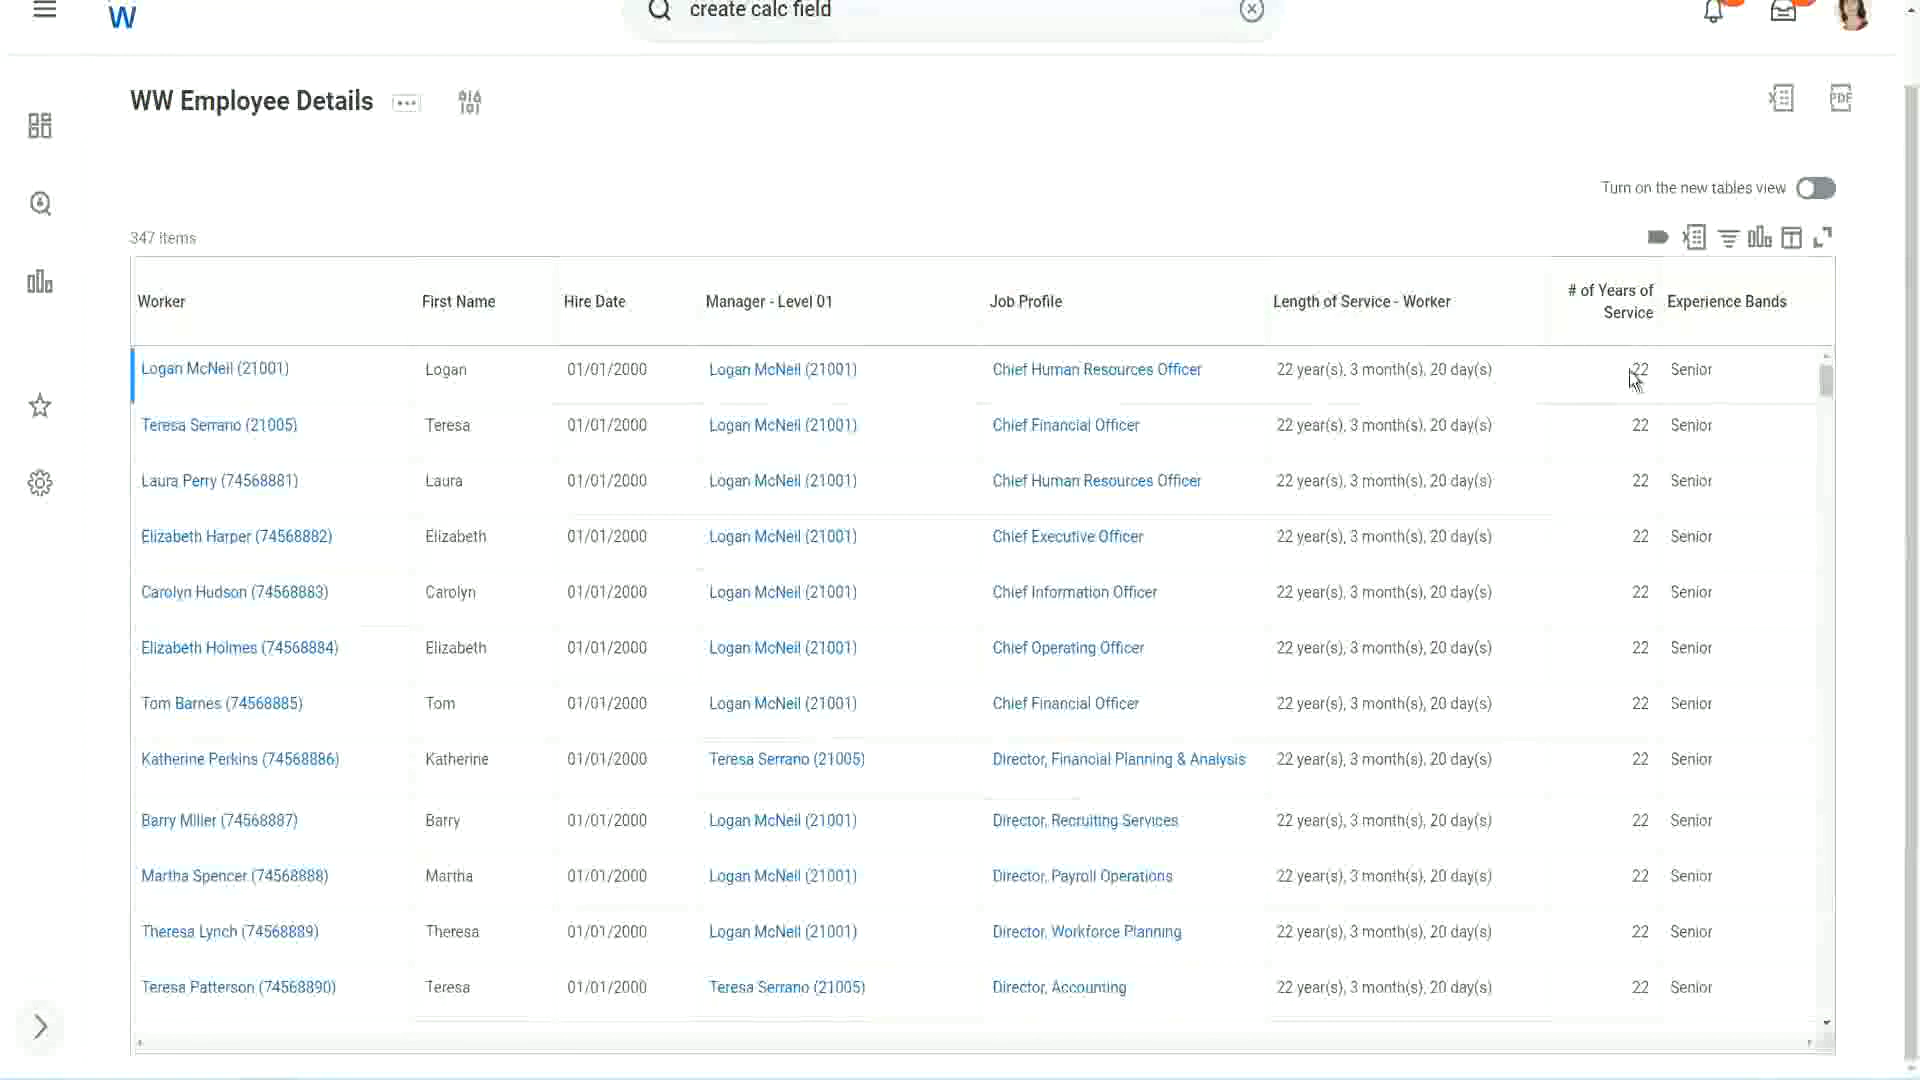 W
create calc field
WW Employee Details
PDF
Turn on the new tables view
347 items
Worker First Name Hire Date Manager - Level 01 Job Profile Length of Service - Worker # of Years of Service Experience Bands
Logan McNeil (21001) Logan 01/01/2000 Logan McNeil (21001) Chief Human Resources Officer 22 year(s), 3 month(s), 20 day(s) 22 Senior
Teresa Serrano (21005) Teresa 01/01/2000 Logan McNeil (21001) Chief Financial Officer 22 year(s), 3 month(s), 20 day(s) 22 Senior
Laura Perry (74568881) Laura 01/01/2000 Logan McNeil (21001) Chief Human Resources Officer 22 year(s), 3 month(s), 20 day(s) 22 Senior
Elizabeth Harper (74568882) Elizabeth 01/01/2000 Logan McNeil (21001) Chief Executive Officer 22 year(s), 3 month(s), 20 day(s) 22 Senior
Carolyn Hudson (74568883) Carolyn 01/01/2000 Logan McNeil (21001) Chief Information Officer 22 year(s), 3 month(s), 20 day(s) 22 Senior
Elizabeth Holmes (74568884) Elizabeth 01/01/2000 Logan McNeil (21001) Chief Operating Officer 22 year(s), 3 month(s), 20 day(s) 22 Senior
Tom Barnes (74568885) Tom 01/01/2000 Logan McNeil (21001) Chief Financial Officer 22 year(s), 3 month(s), 20 day(s) 22 Senior
Katherine Perkins (74568886) Katherine 01/01/2000 Teresa Serrano (21005) Director, Financial Planning & Analysis 22 year(s), 3 month(s), 20 day(s) 22 Senior
Barry Miller (74568887) Barry 01/01/2000 Logan McNeil (21001) Director, Recruiting Services 22 year(s), 3 month(s), 20 day(s) 22 Senior
Martha Spencer (74568888) Martha 01/01/2000 Logan McNeil (21001) Director, Payroll Operations 22 year(s), 3 month(s), 20 day(s) 22 Senior
Theresa Lynch (74568889) Theresa 01/01/2000 Logan McNeil (21001) Director, Workforce Planning 22 year(s), 3 month(s), 20 day(s) 22 Senior
Teresa Patterson (74568890) Teresa 01/01/2000 Teresa Serrano (21005) Director, Accounting 22 year(s), 3 month(s), 20 day(s) 22 Senior